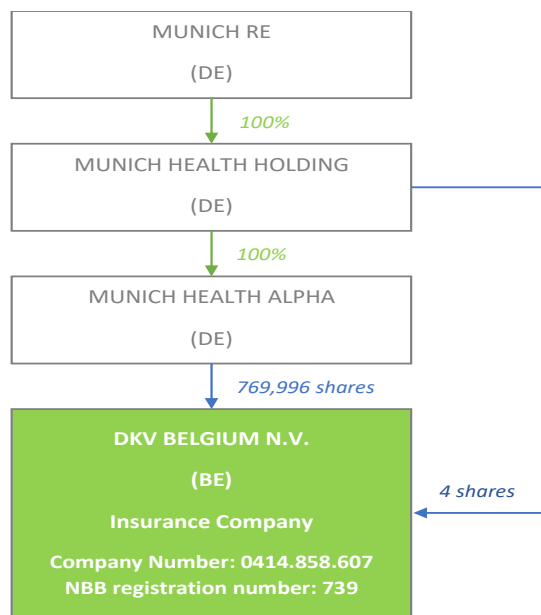 MUNICH RE
(DE)
100%
MUNICH HEALTH HOLDING
(DE)
100%
MUNICH HEALTH ALPHA
(DE)
769,996 shares
DKV BELGIUM N.V.
(BE)
Insurance Company
Company Number: 0414.858.607
NBB registration number: 739
4 shares